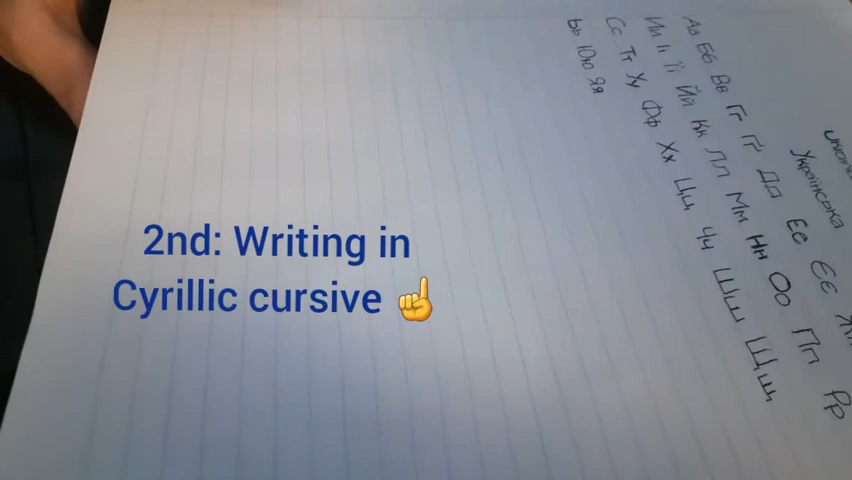 2nd: Writing in
Cyrillic cursive ☝
Українська
Аа Бб Вв Гг Ґґ Дд Ее Єє
Ии Іі Її Йй Кк Лл Мм Нн Оо Пп Рр
Сс Тт Уу Фф Хх Цц Чч Шш Щщ
Ьь Юю Яя